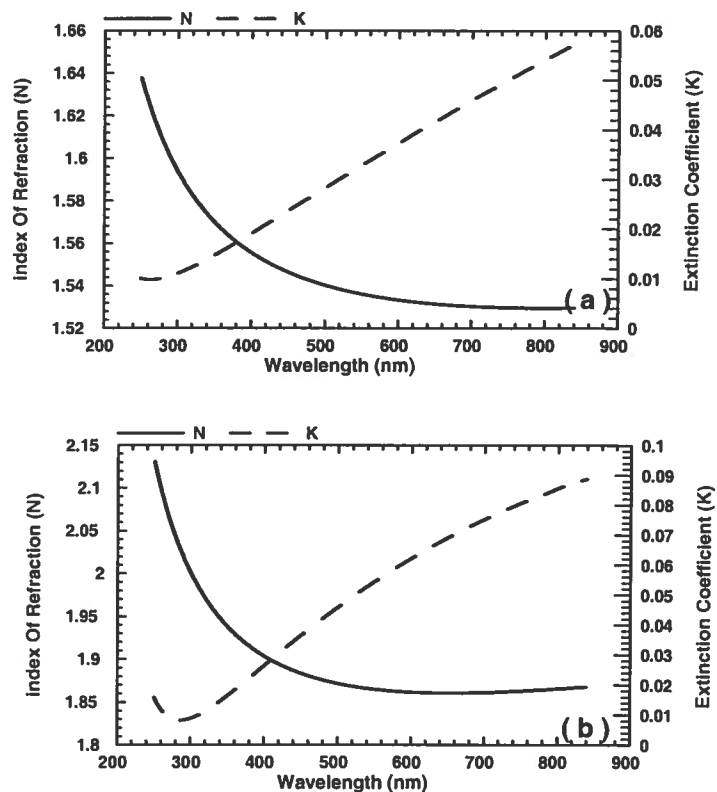 N K
1.66
1.64
1.62
1.6
1.58
1.56
1.54
1.52
Index Of Refraction (N)
0.06
0.05
0.04
0.03
0.02
0.01
0
Extinction Coefficient (K)
(a)
200 300 400 500 600 700 800 900
Wavelength (nm)
N K
2.15
2.1
2.05
2
1.95
1.9
1.85
1.8
Index Of Refraction (N)
0.1
0.09
0.08
0.07
0.06
0.05
0.04
0.03
0.02
0.01
0
Extinction Coefficient (K)
(b)
200 300 400 500 600 700 800 900
Wavelength (nm)